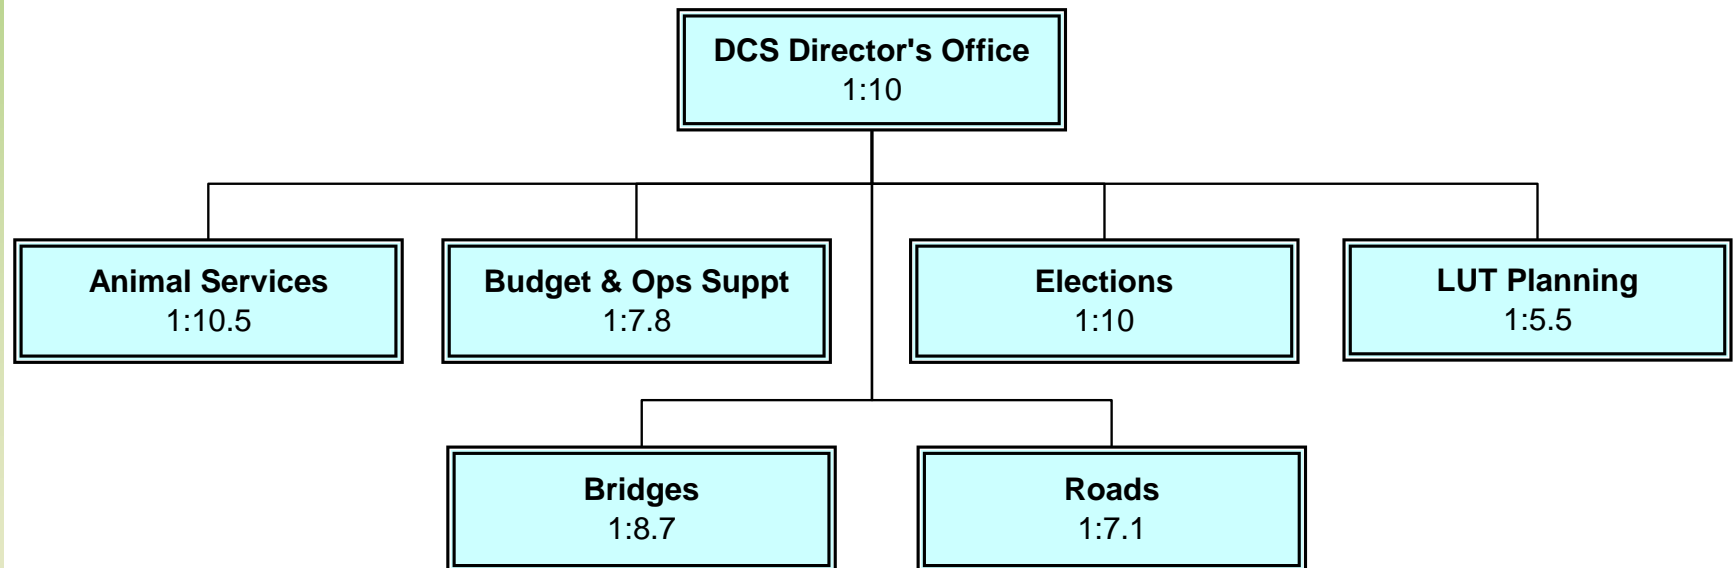 DCS Director's Office
1:10
Animal Services
1:10.5
Budget & Ops Suppt
1:7.8
Elections
1:10
LUT Planning
1:5.5
Bridges
1:8.7
Roads
1:7.1